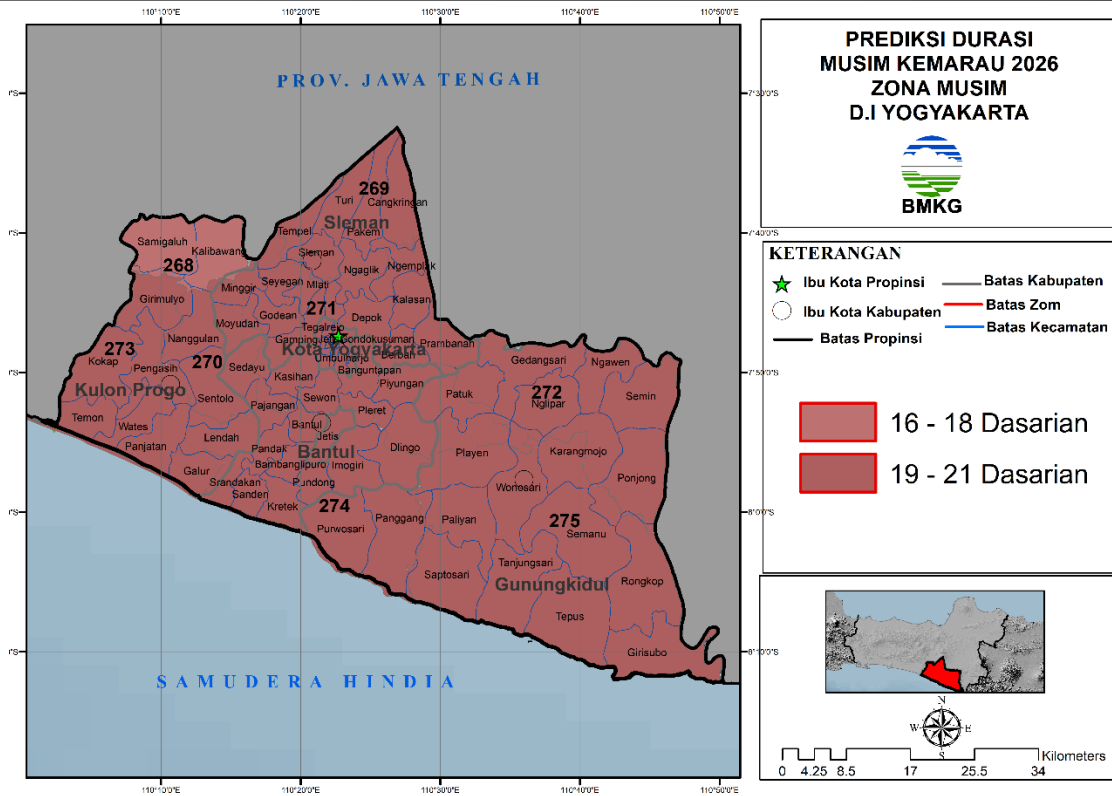 110°10'0"E 110°20'0"E 110°30'0"E 110°40'0"E 110°50'0"E
PREDIKSI DURASI
MUSIM KEMARAU 2026
ZONA MUSIM
D.I YOGYAKARTA
BMKG
KETERANGAN
Ibu Kota Propinsi
Batas Kabupaten
Ibu Kota Kabupaten
Batas Zom
Batas Propinsi
Batas Kecamatan
16 - 18 Dasarian
19 - 21 Dasarian
N
W E
S
Kilometers
0 4.25 8.5 17 25.5 34
PROV. JAWA TENGAH
7°30'0"S
7°40'0"S
7°50'0"S
8°0'0"S
8°10'0"S
269
Turi
Cangkringan
Sleman
Tempel
Pakem
Samigaluh
Kalibawang
268
Sleman
Ngaglik
Ngemplak
Minggir
Seyegan
Mlati
Girimulyo
271
Kalasan
Moyudan
Godean
Depok
Tegalrejo
273
Nanggulan
Gamping
Gondokusuman
Prambanan
Kota Yogyakarta
Kokap
270
Umbulharjo
Berbah
Gedangsari
Ngawen
Pengasih
Sedayu
Kasihan
Banguntapan
Piyungan
272
Kulon Progo
Sentolo
Patuk
Nglipar
Semin
Pajangan
Sewon
Pleret
Temon
Wates
Bantul
Panjatan
Lendah
Jetis
Pandak
Bantul
Dlingo
Playen
Karangmojo
Galur
Bambanglipuro
Imogiri
Srandakan
Pundong
Wonosari
Ponjong
Sanden
Kretek
274
Panggang
Paliyan
275
Purwosari
Semanu
Tanjungsari
Saptosari
Gunungkidul
Rongkop
Tepus
Girisubo
SAMUDERA HINDIA
110°10'0"E 110°20'0"E 110°30'0"E 110°40'0"E 110°50'0"E